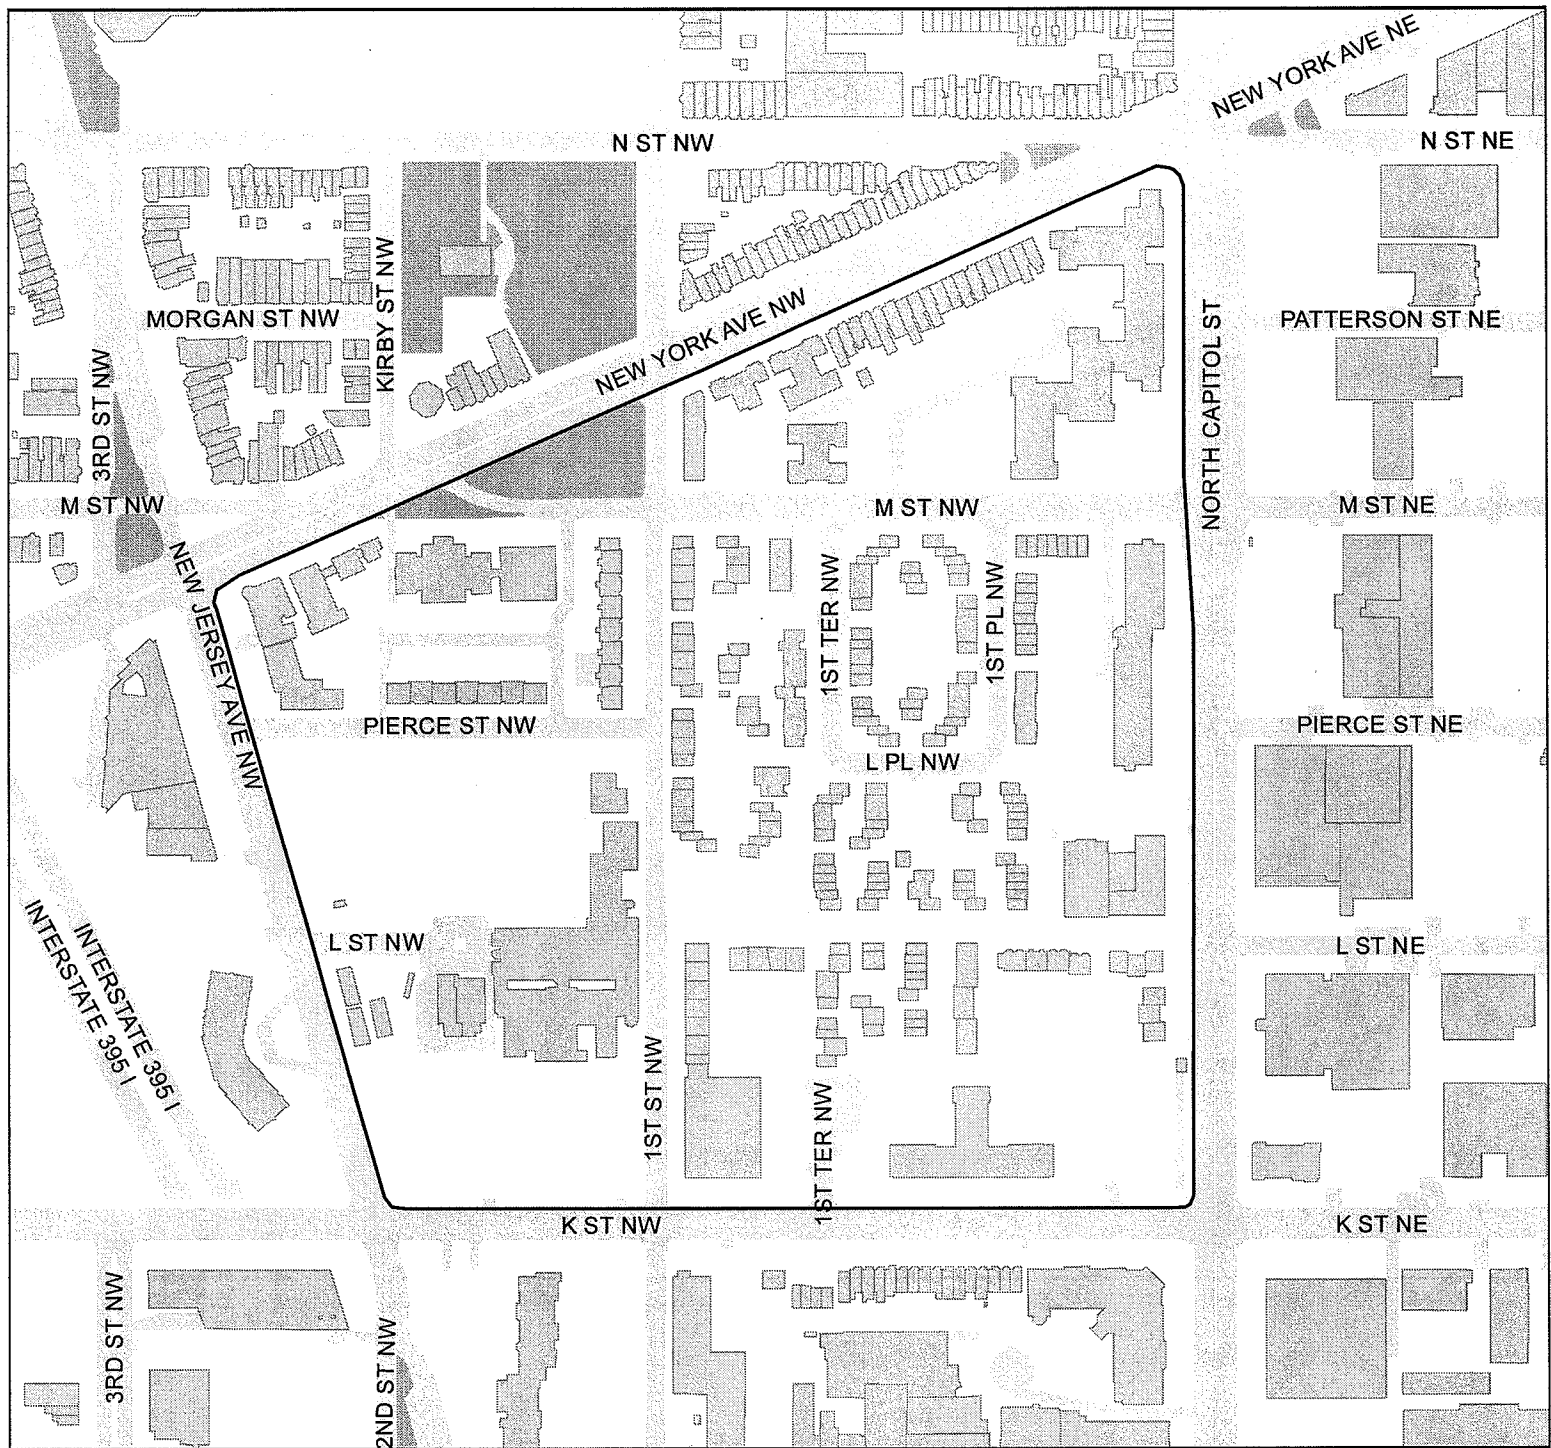 NEW YORK AVE NE
N ST NW
N ST NE
MORGAN ST NW
KIRBY ST NW
NEW YORK AVE NW
NORTH CAPITOL ST
PATTERSON ST NE
3RD ST NW
M ST NW
M ST NW
M ST NE
NEW JERSEY AVE NW
1ST TER NW
1ST PL NW
PIERCE ST NW
PIERCE ST NE
L PL NW
INTERSTATE 395 I
INTERSTATE 395 I
L ST NW
L ST NE
1ST ST NW
1ST TER NW
K ST NW
K ST NE
3RD ST NW
2ND ST NW